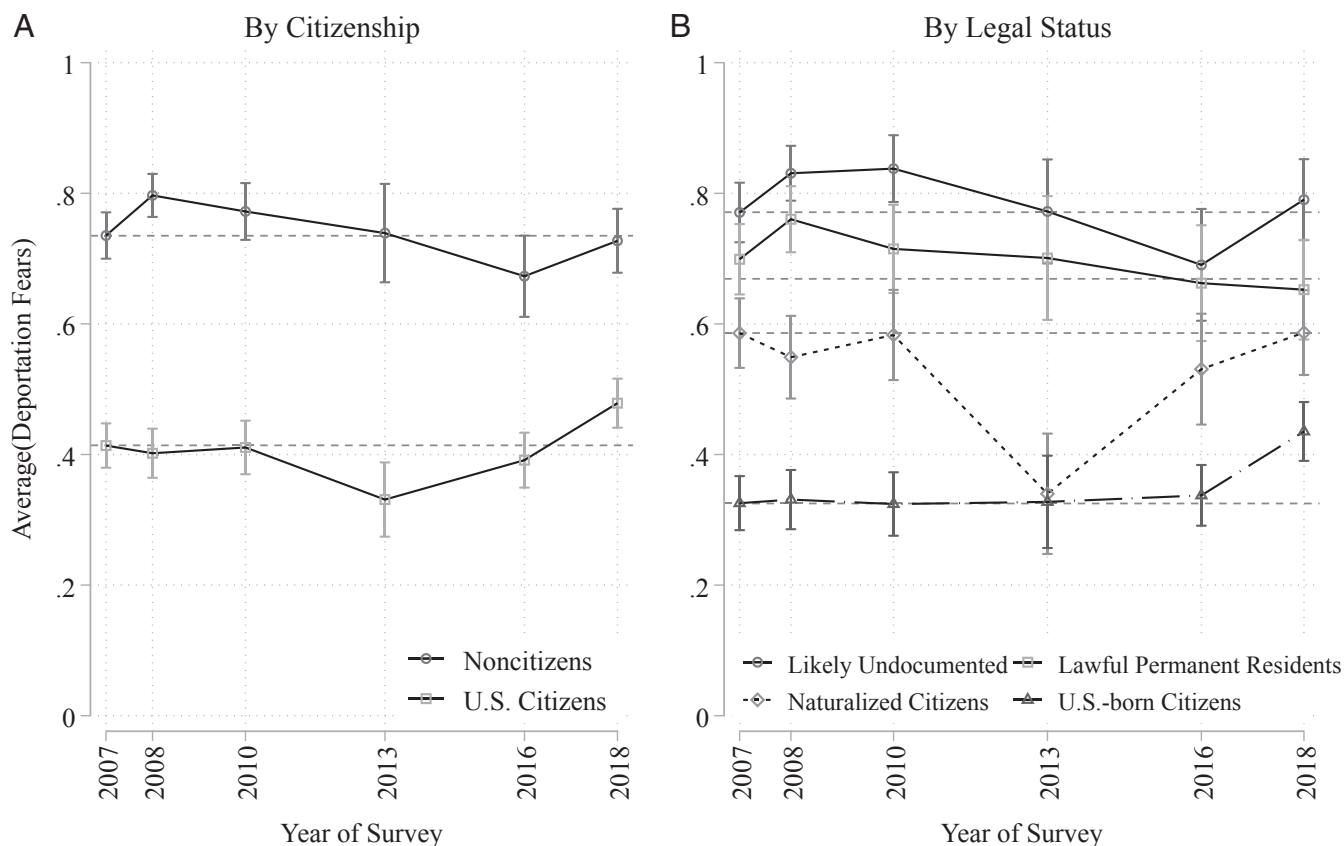 A
By Citizenship
Average(Deportation Fears)
1
.8
.6
.4
.2
0
Noncitizens
U.S. Citizens
2007
2008
2010
2013
2016
2018
Year of Survey
B
By Legal Status
1
.8
.6
.4
.2
0
Likely Undocumented
Lawful Permanent Residents
Naturalized Citizens
U.S.-born Citizens
2007
2008
2010
2013
2016
2018
Year of Survey